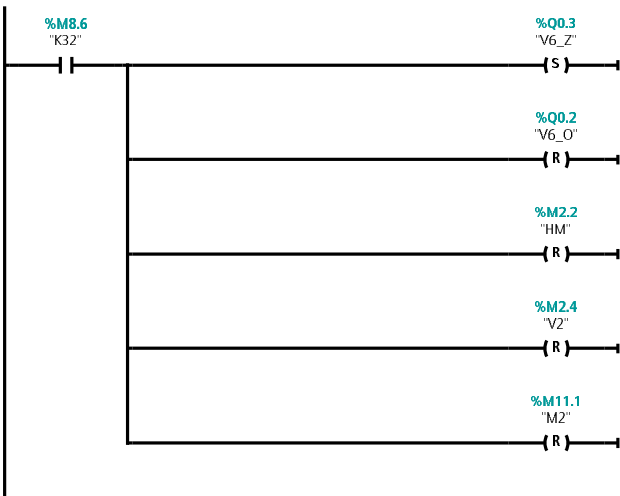 %M8.6
"K32"
%Q0.3
"V6_Z"
S
%Q0.2
"V6_O"
R
%M2.2
"HM"
R
%M2.4
"V2"
R
%M11.1
"M2"
R